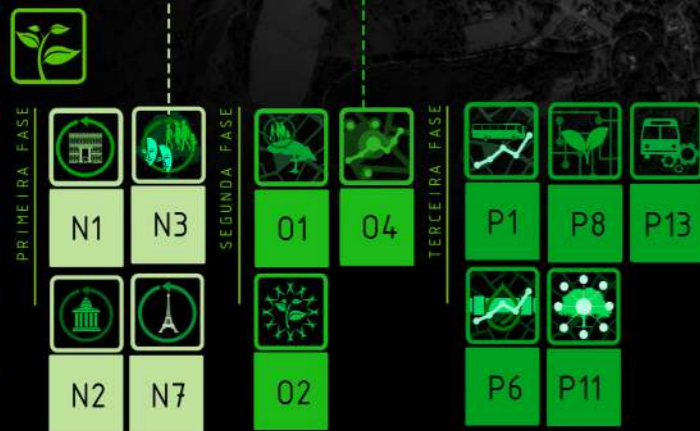 PRIMEIRA FASE
N1 N3
N2 N7
SEGUNDA FASE
O1 O4
O2
TERCEIRA FASE
P1 P8 P13
P6 P11